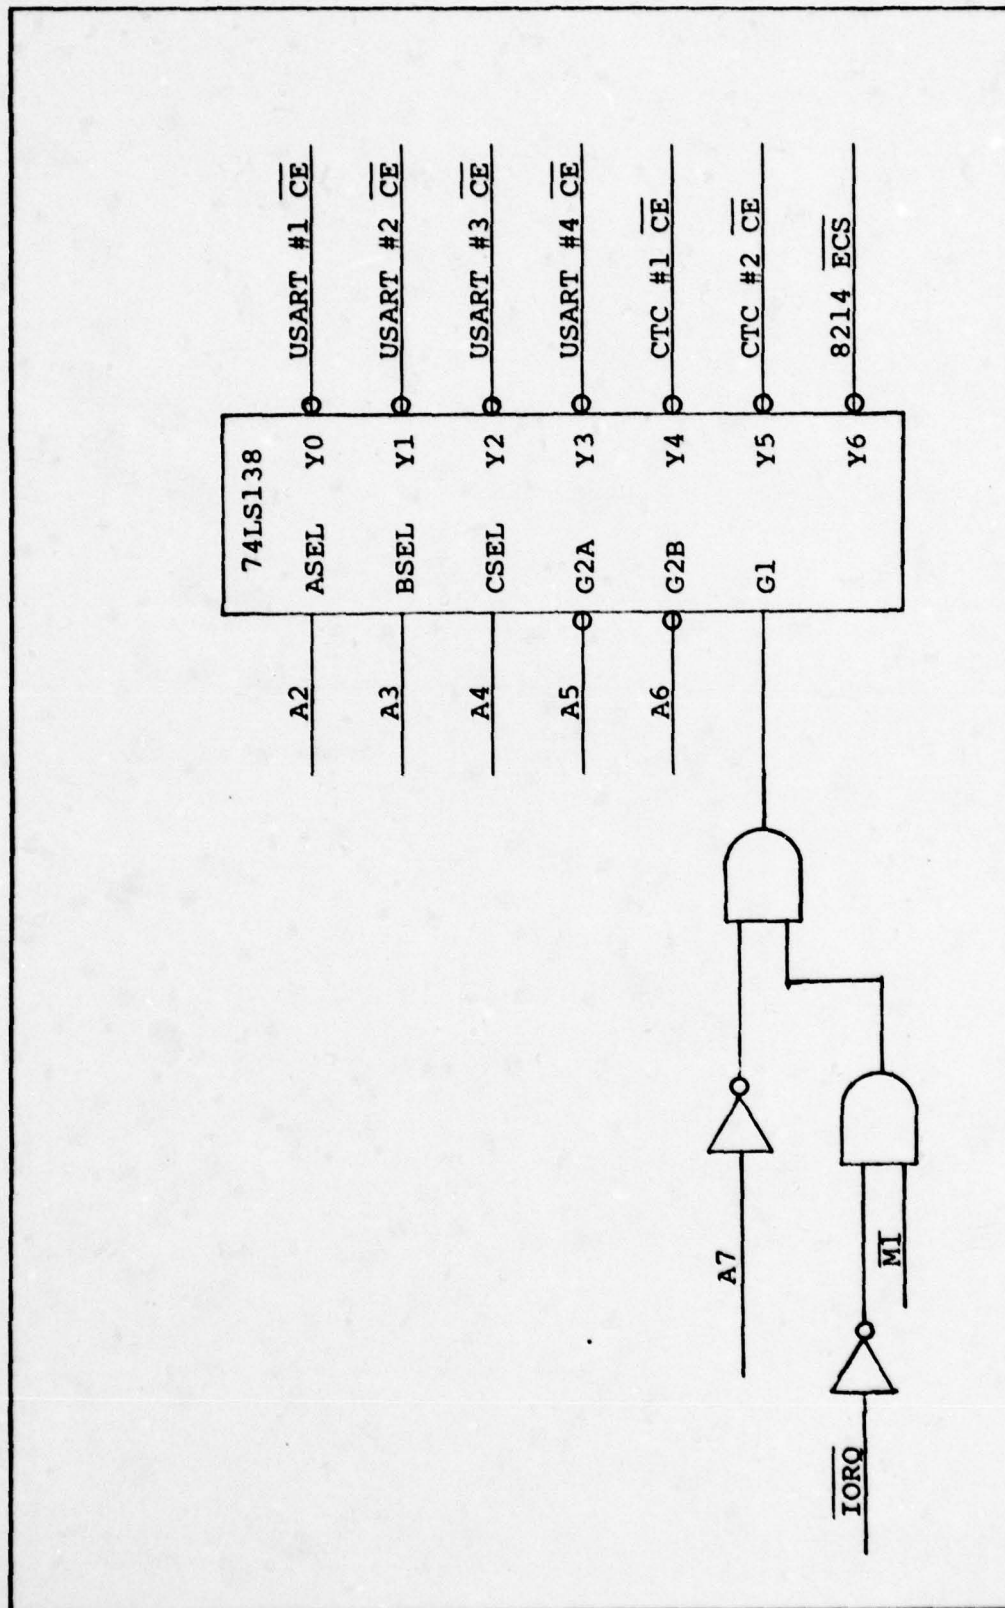 74LS138
A2
ASEL
Y0
USART #1 CE
A3
BSEL
Y1
USART #2 CE
A4
CSEL
Y2
USART #3 CE
A5
G2A
Y3
USART #4 CE
A6
G2B
Y4
CTC #1 CE
A7
G1
Y5
CTC #2 CE
IORQ
M1
Y6
8214 ECS